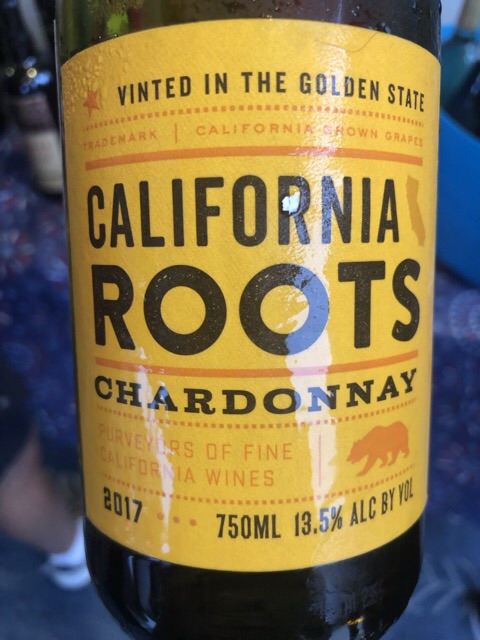 VINTED IN THE GOLDEN STATE
TRADEMARK | CALIFORNIA GROWN GRAPES
CALIFORNIA
ROOTS
CHARDONNAY
PURVEYORS OF FINE
CALIFORNIA WINES
2017 750ML 13.5% ALC BY VOL